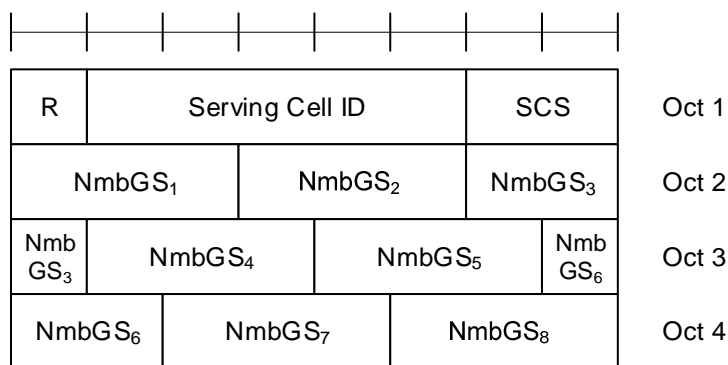 R Serving Cell ID SCS Oct 1
NmbGS₁ NmbGS₂ NmbGS₃ Oct 2
Nmb GS₃ NmbGS₄ NmbGS₅ Nmb GS₆ Oct 3
NmbGS₆ NmbGS₇ NmbGS₈ Oct 4